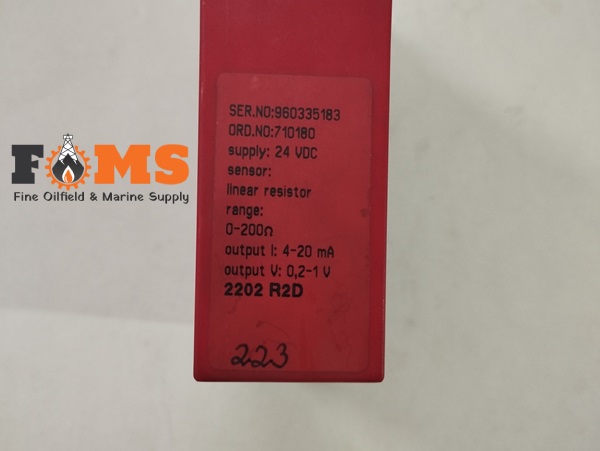 SER.NO:960335183
ORD.NO:710180
supply: 24 VDC
sensor:
linear resistor
range:
0-200Ω
output I: 4-20 mA
output V: 0,2-1 V
2202 R2D
223
FOMS
Fine Oilfield & Marine Supply